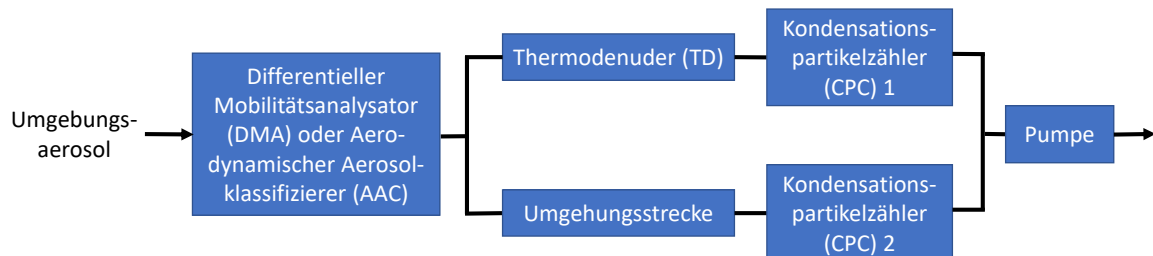 Umgebungs-
aerosol
Differentieller
Mobilitätsanalysator
(DMA) oder Aero-
dynamischer Aerosol-
klassifizierer (AAC)
Thermodenuder (TD)
Kondensations-
partikelzähler
(CPC) 1
Umgehungsstrecke
Kondensations-
partikelzähler
(CPC) 2
Pumpe